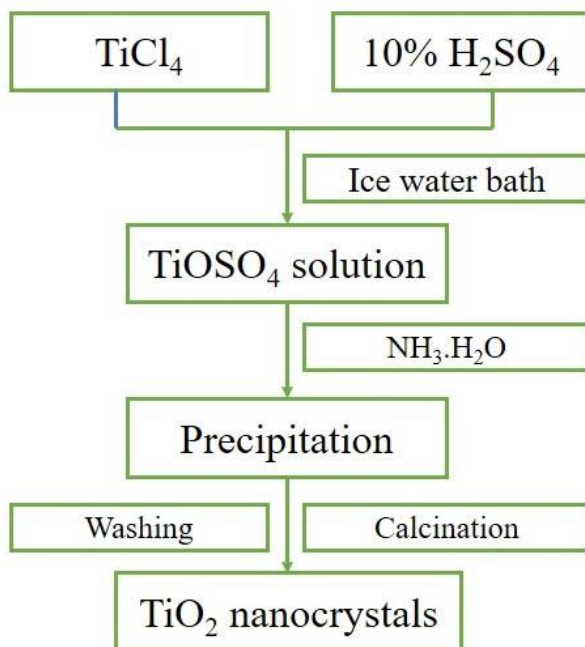 TiCl₄
10% H₂SO₄
Ice water bath
TiOSO₄ solution
NH₃.H₂O
Precipitation
Washing
Calcination
TiO₂ nanocrystals